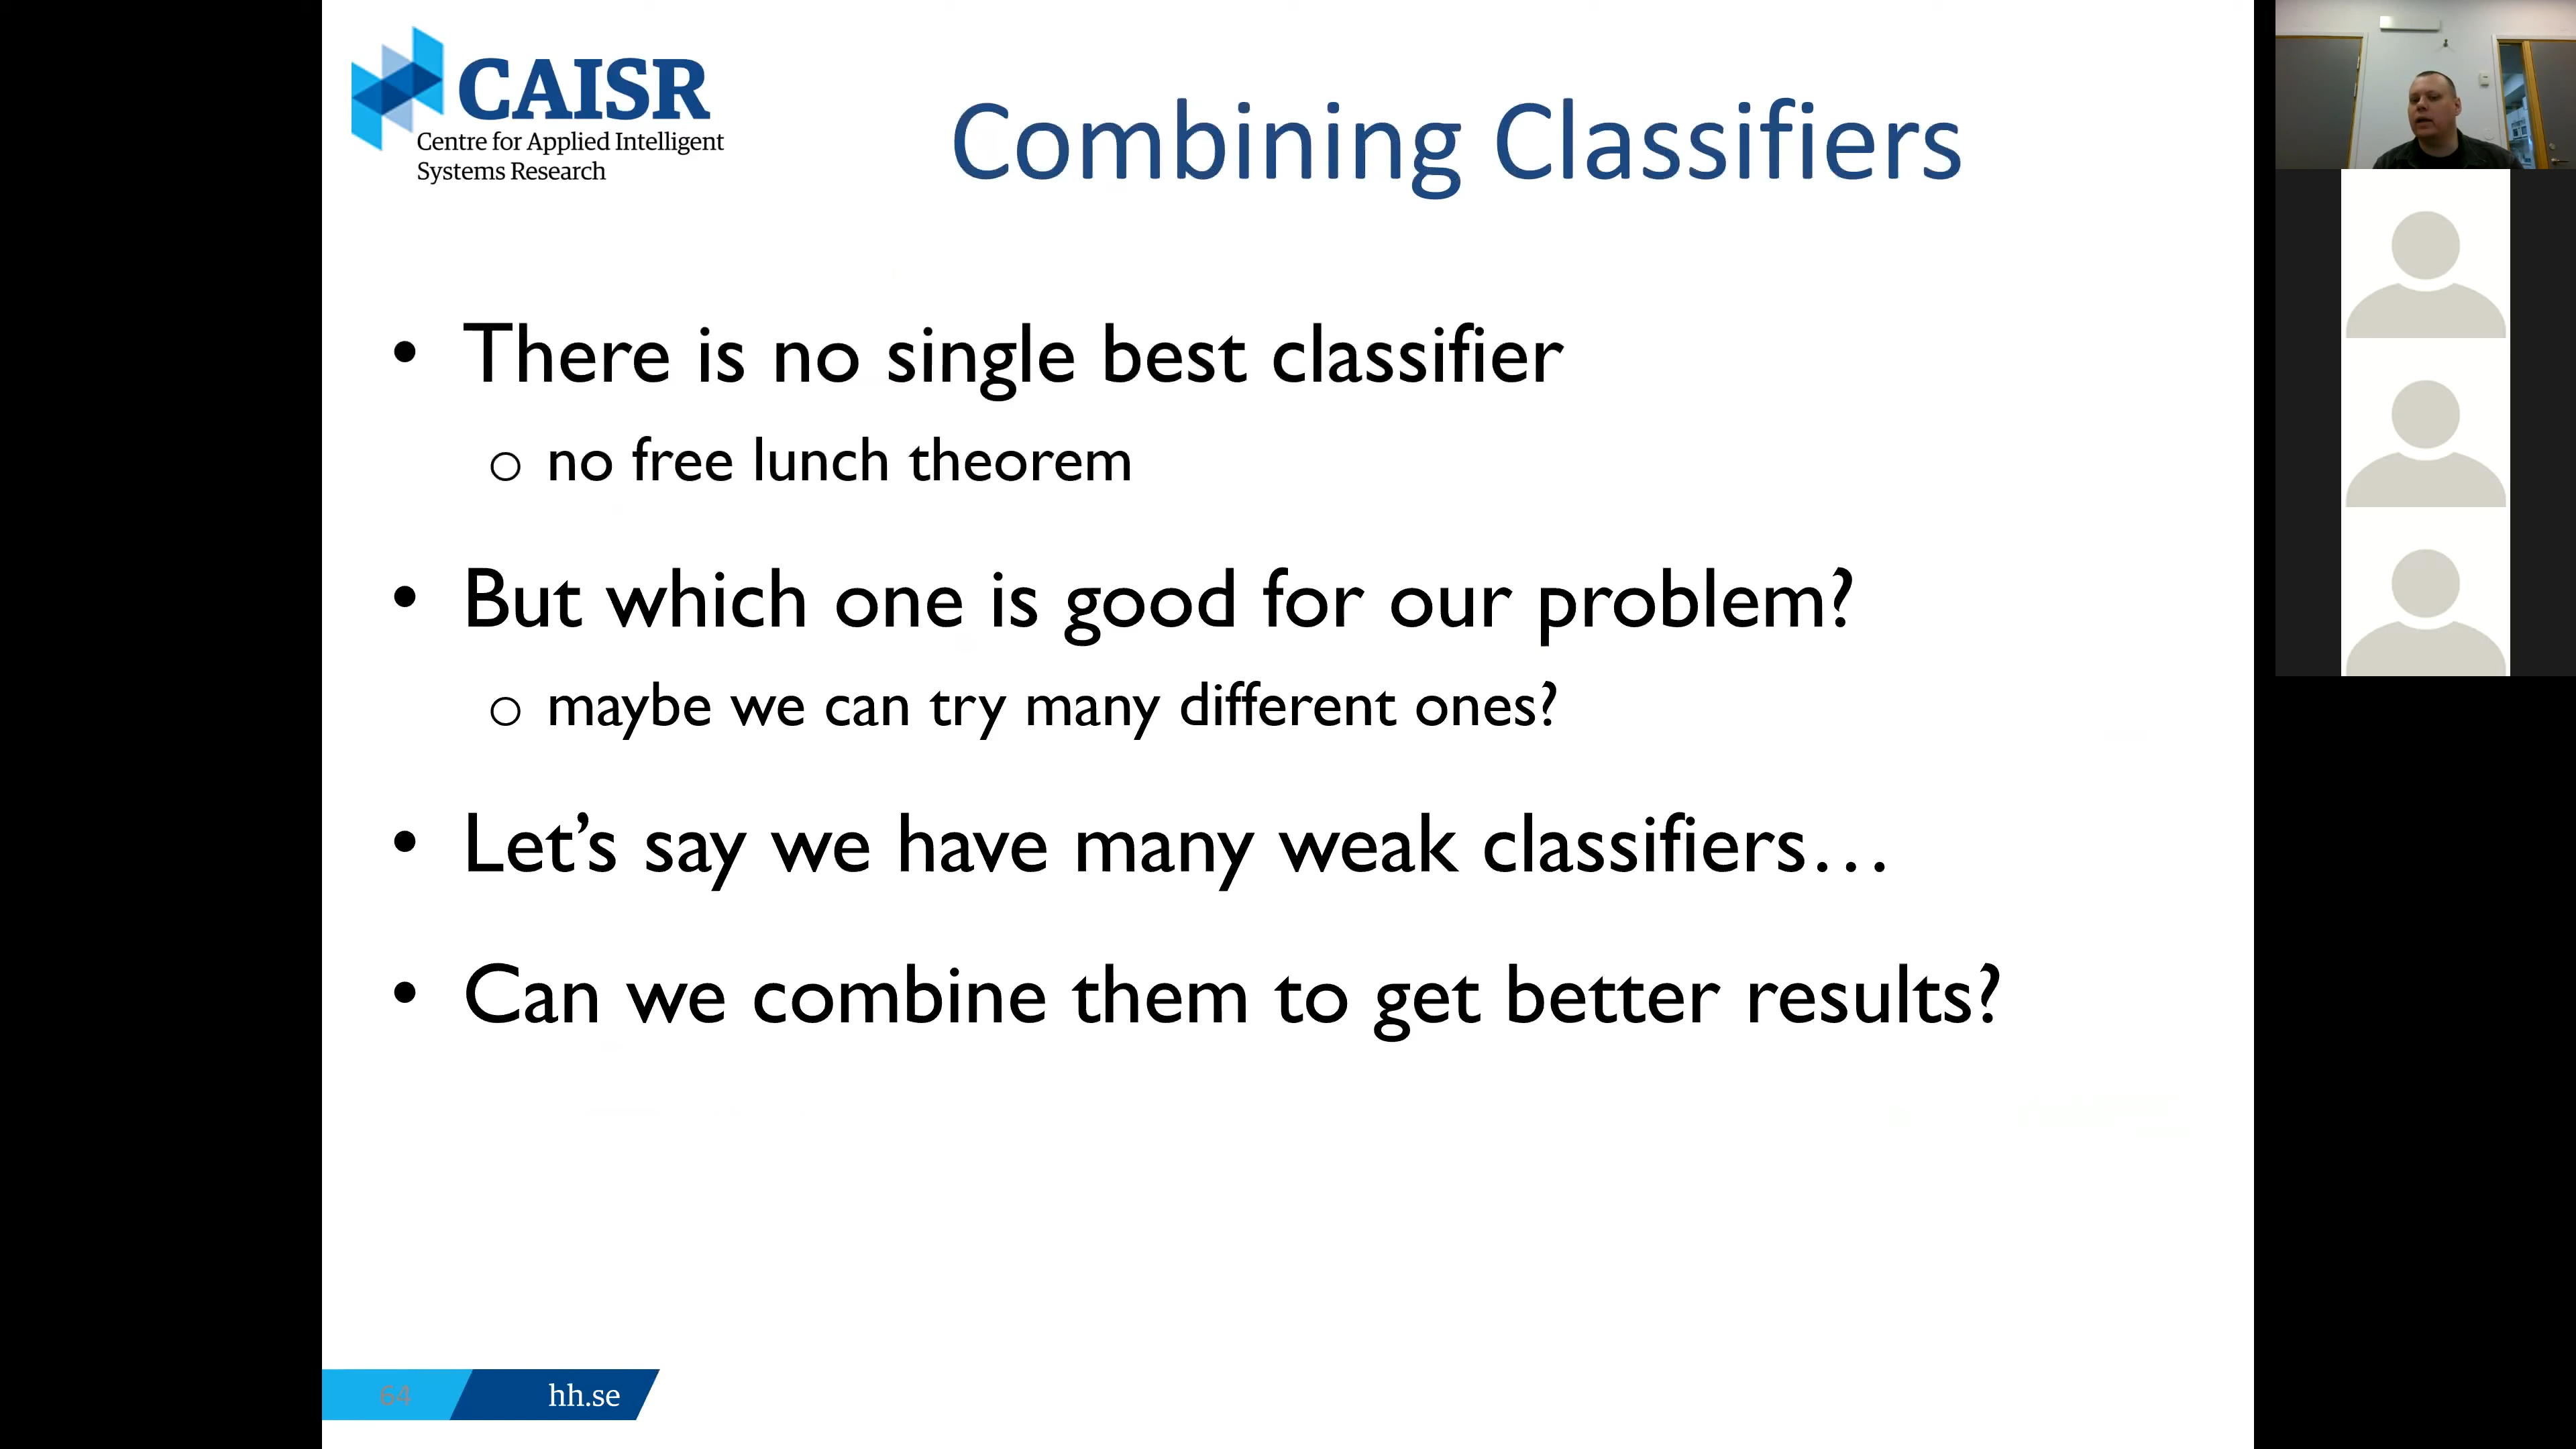 CAISR
Centre for Applied Intelligent
Systems Research
Combining Classifiers
• There is no single best classifier
o no free lunch theorem
• But which one is good for our problem?
o maybe we can try many different ones?
• Let’s say we have many weak classifiers…
• Can we combine them to get better results?
64
hh.se